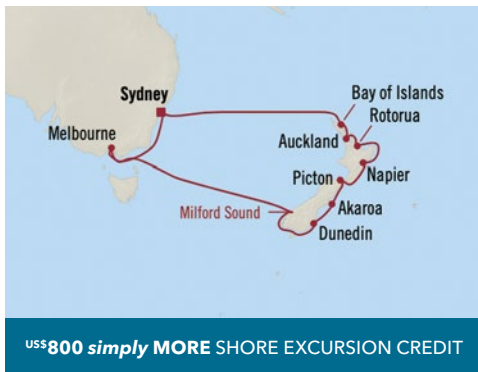 Sydney
Bay of Islands
Rotorua
Melbourne
Auckland
Napier
Picton
Milford Sound
Akaroa
Dunedin
US$800 simply MORE SHORE EXCURSION CREDIT